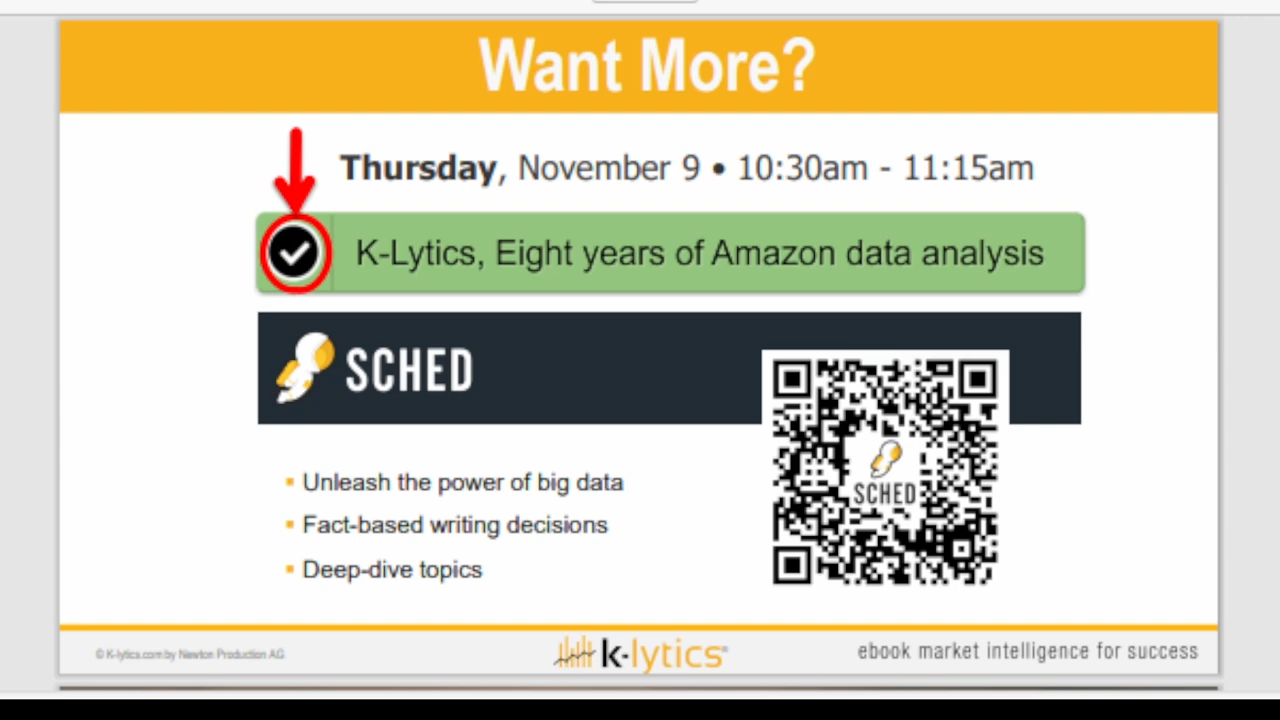 Want More?
Thursday, November 9 • 10:30am - 11:15am
K-Lytics, Eight years of Amazon data analysis
SCHED
SCHED
▪ Unleash the power of big data
▪ Fact-based writing decisions
▪ Deep-dive topics
© K-lytics.com by Newton Production AG
k-lytics®
ebook market intelligence for success